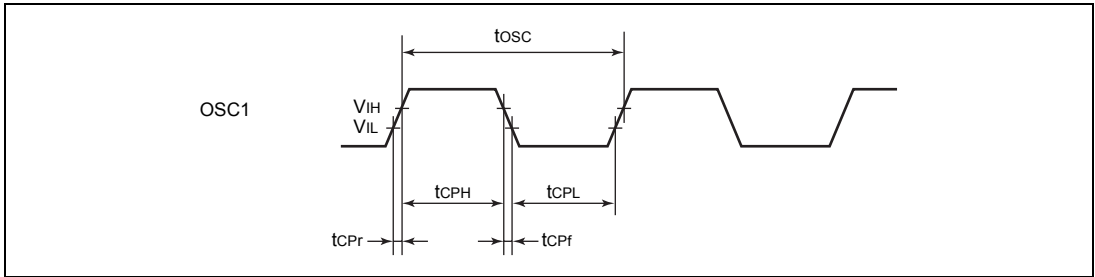 tosc
OSC1
VIH
VIL
tCPH
tCPL
tCPr
tCPf